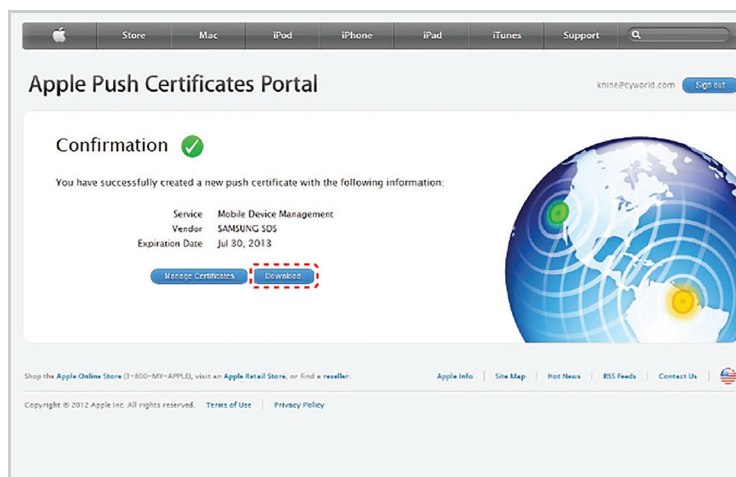 Store Mac iPod iPhone iPad iTunes Support
Apple Push Certificates Portal
knine@cyworld.com Sign out
Confirmation
You have successfully created a new push certificate with the following information:
Service Mobile Device Management
Vendor SAMSUNG SDS
Expiration Date Jul 30, 2013
Manage Certificates Download
Shop the Apple Online Store (1-800-MY-APPLE), visit an Apple Retail Store, or find a reseller.
Apple Info Site Map Hot News RSS Feeds Contact Us
Copyright © 2012 Apple Inc. All rights reserved. Terms of Use Privacy Policy